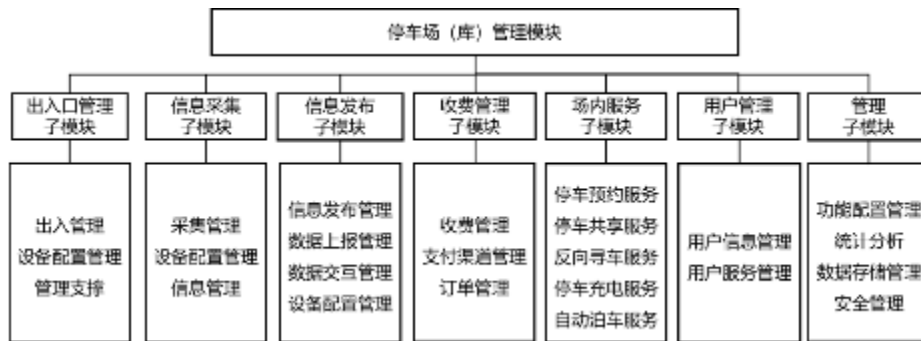 停车场（库）管理模块
出入口管理
子模块
信息采集
子模块
信息发布
子模块
收费管理
子模块
场内服务
子模块
用户管理
子模块
管理
子模块
出入管理
设备配置管理
管理支撑
采集管理
设备配置管理
信息管理
信息发布管理
数据上报管理
数据交互管理
设备配置管理
收费管理
支付渠道管理
订单管理
停车预约服务
停车共享服务
反向寻车服务
停车充电服务
自动泊车服务
用户信息管理
用户服务管理
功能配置管理
统计分析
数据存储管理
安全管理